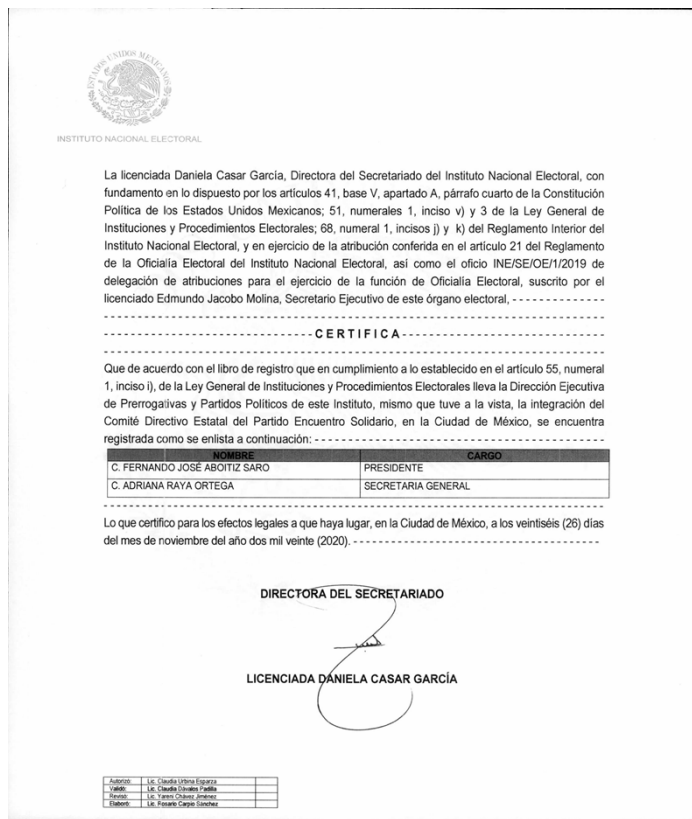 ESTADOS UNIDOS MEXICANOS
INSTITUTO NACIONAL ELECTORAL
La licenciada Daniela Casar García, Directora del Secretariado del Instituto Nacional Electoral, con
fundamento en lo dispuesto por los artículos 41, base V, apartado A, párrafo cuarto de la Constitución
Política de los Estados Unidos Mexicanos; 51, numerales 1, inciso v) y 3 de la Ley General de
Instituciones y Procedimientos Electorales; 68, numeral 1, incisos j) y k) del Reglamento Interior del
Instituto Nacional Electoral, y en ejercicio de la atribución conferida en el artículo 21 del Reglamento
de la Oficialía Electoral del Instituto Nacional Electoral, así como el oficio INE/SE/OE/1/2019 de
delegación de atribuciones para el ejercicio de la función de Oficialía Electoral, suscrito por el
licenciado Edmundo Jacobo Molina, Secretario Ejecutivo de este órgano electoral, - - - - - - - - - - - - - -
- - - - - - - - - - - - - - - - - - - - - - - - - - - - - - - - - - - - - - - - - - - - - - - - - - - - - - - - - - - - - - - - - - - - - -
- - - - - - - - - - - - - - - - - - - - - - - - - - - - - - - C E R T I F I C A - - - - - - - - - - - - - - - - - - - - - - - - - - - - - -
- - - - - - - - - - - - - - - - - - - - - - - - - - - - - - - - - - - - - - - - - - - - - - - - - - - - - - - - - - - - - - - - - - - - - -
Que de acuerdo con el libro de registro que en cumplimiento a lo establecido en el artículo 55, numeral
1, inciso i), de la Ley General de Instituciones y Procedimientos Electorales lleva la Dirección Ejecutiva
de Prerrogativas y Partidos Políticos de este Instituto, mismo que tuve a la vista, la integración del
Comité Directivo Estatal del Partido Encuentro Solidario, en la Ciudad de México, se encuentra
registrada como se enlista a continuación: - - - - - - - - - - - - - - - - - - - - - - - - - - - - - - - - - - - - - - - - - - -
NOMBRE CARGO
C. FERNANDO JOSÉ ABOITIZ SARO PRESIDENTE
C. ADRIANA RAYA ORTEGA SECRETARIA GENERAL
- - - - - - - - - - - - - - - - - - - - - - - - - - - - - - - - - - - - - - - - - - - - - - - - - - - - - - - - - - - - - - - - - - - - - -
Lo que certifico para los efectos legales a que haya lugar, en la Ciudad de México, a los veintiséis (26) días
del mes de noviembre del año dos mil veinte (2020). - - - - - - - - - - - - - - - - - - - - - - - - - - - - - - - - - - - - -
DIRECTORA DEL SECRETARIADO
LICENCIADA DANIELA CASAR GARCÍA
Autorizó: Lic. Claudia Urbina Esparza
Validó: Lic. Claudia Dávalos Padilla
Revisó: Lic. Yareni Chávez Jiménez
Elaboró: Lic. Rosario Carpio Sánchez